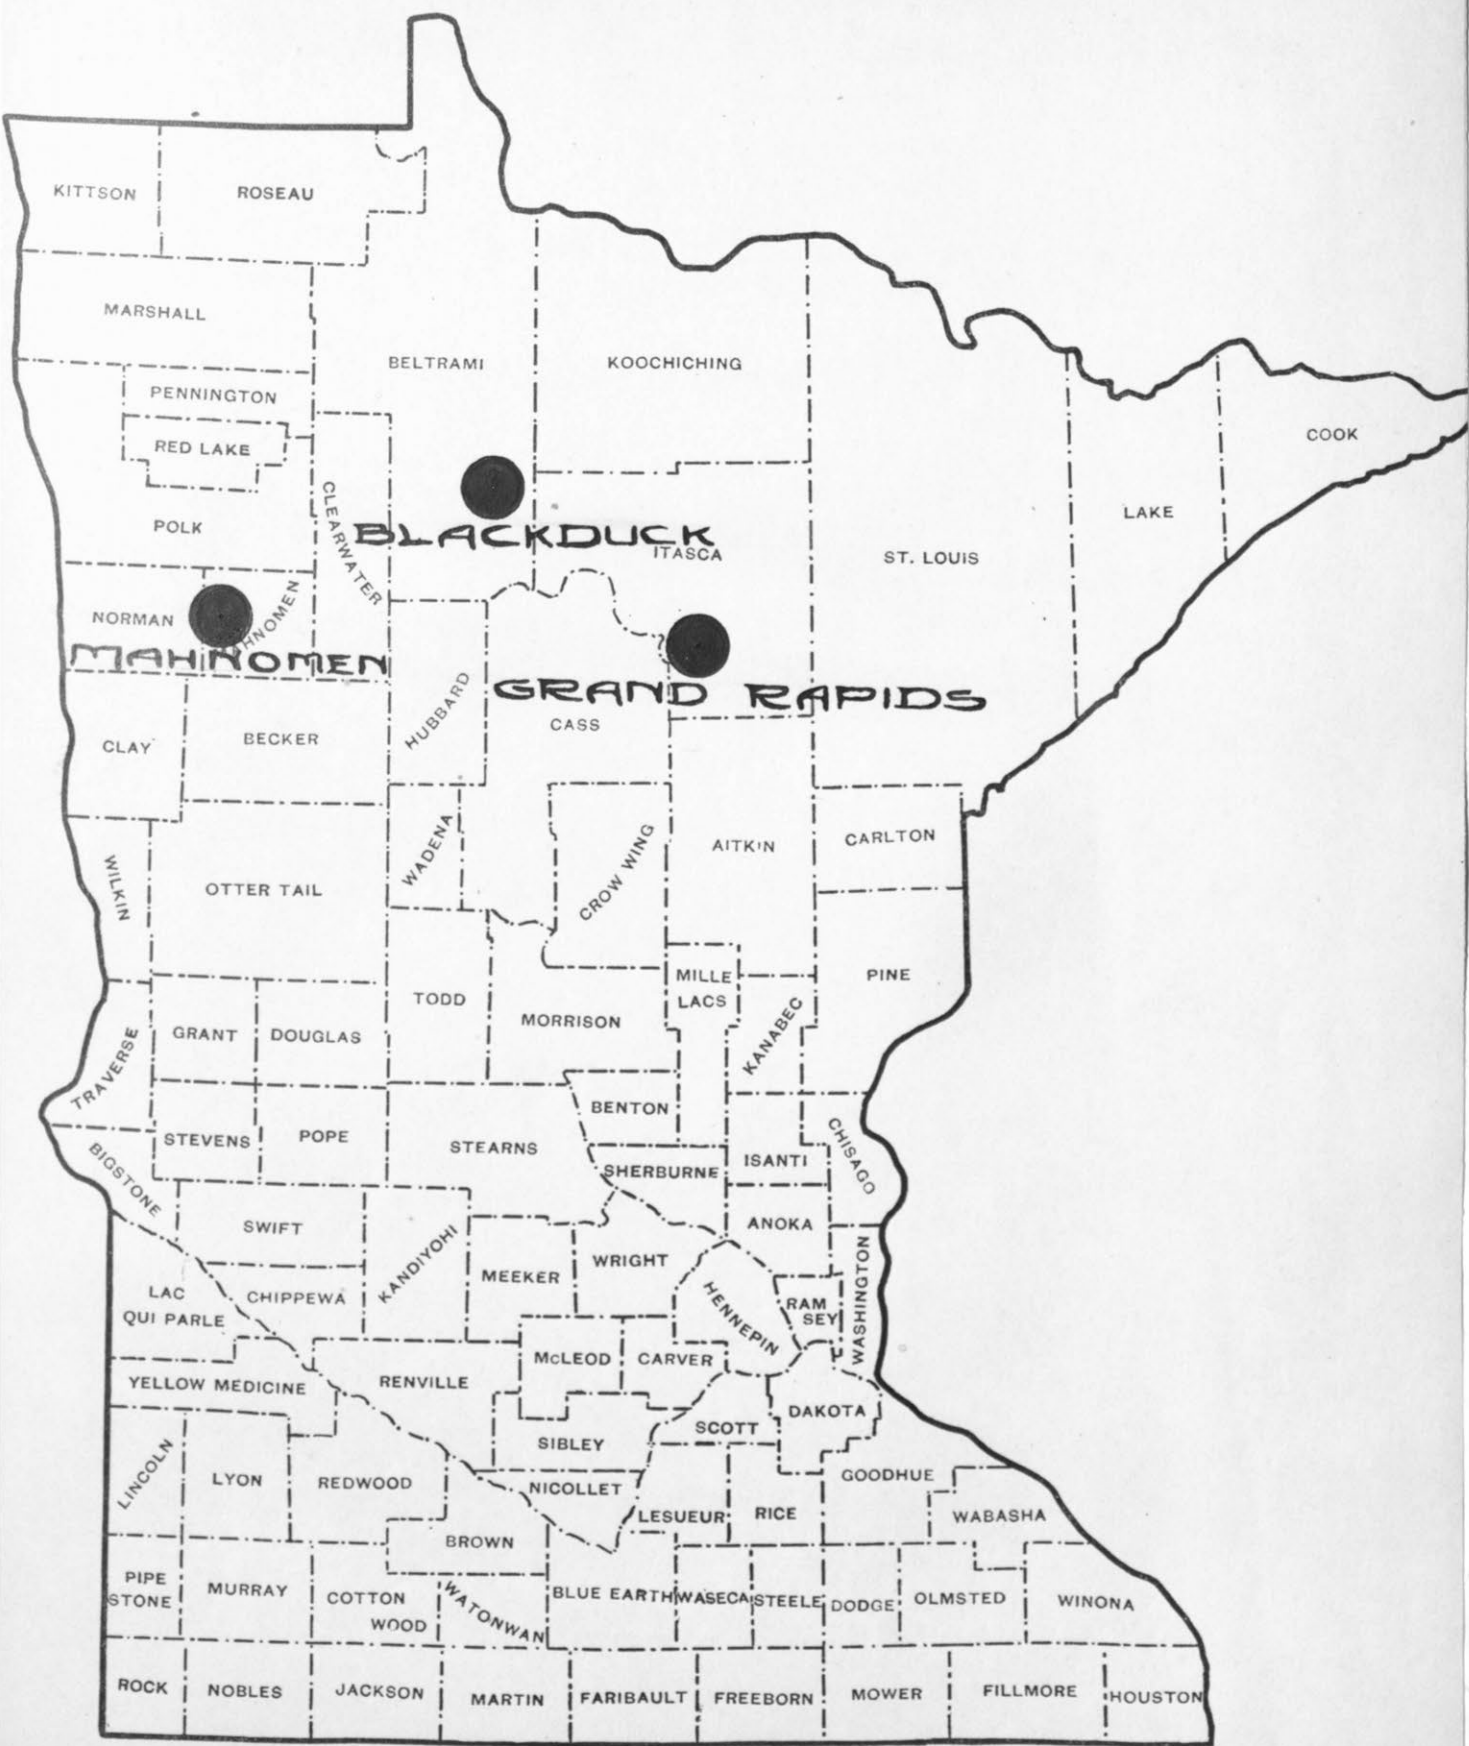 KITTSON
ROSEAU
MARSHALL
BELTRAMI
KOOCHICHING
PENNINGTON
RED LAKE
COOK
CLEARWATER
LAKE
POLK
BLACKDUCK
ITASCA
ST. LOUIS
NORMAN
MAHNOMEN
GRAND RAPIDS
HUBBARD
CASS
CLAY
BECKER
WADENA
CROW WING
AITKIN
CARLTON
WILKIN
OTTER TAIL
TODD
MORRISON
MILLE
LACS
KANABEC
PINE
TRAVERSE
GRANT
DOUGLAS
BENTON
STEVENS
POPE
STEARNS
SHERBURNE
ISANTI
CHISAGO
BIGSTONE
SWIFT
KANDIYOHI
MEEKER
WRIGHT
ANOKA
HENNEPIN
RAM
SEY
WASHINGTON
LAC
QUI PARLE
CHIPPEWA
McLEOD
CARVER
YELLOW MEDICINE
RENVILLE
SCOTT
DAKOTA
SIBLEY
LINCOLN
LYON
REDWOOD
NICOLLET
LESUEUR
RICE
GOODHUE
WABASHA
BROWN
PIPE
STONE
MURRAY
COTTON
WOOD
WATONWAN
BLUE EARTH
WASECA
STEELE
DODGE
OLMSTED
WINONA
ROCK
NOBLES
JACKSON
MARTIN
FARIBAULT
FREEBORN
MOWER
FILLMORE
HOUSTON